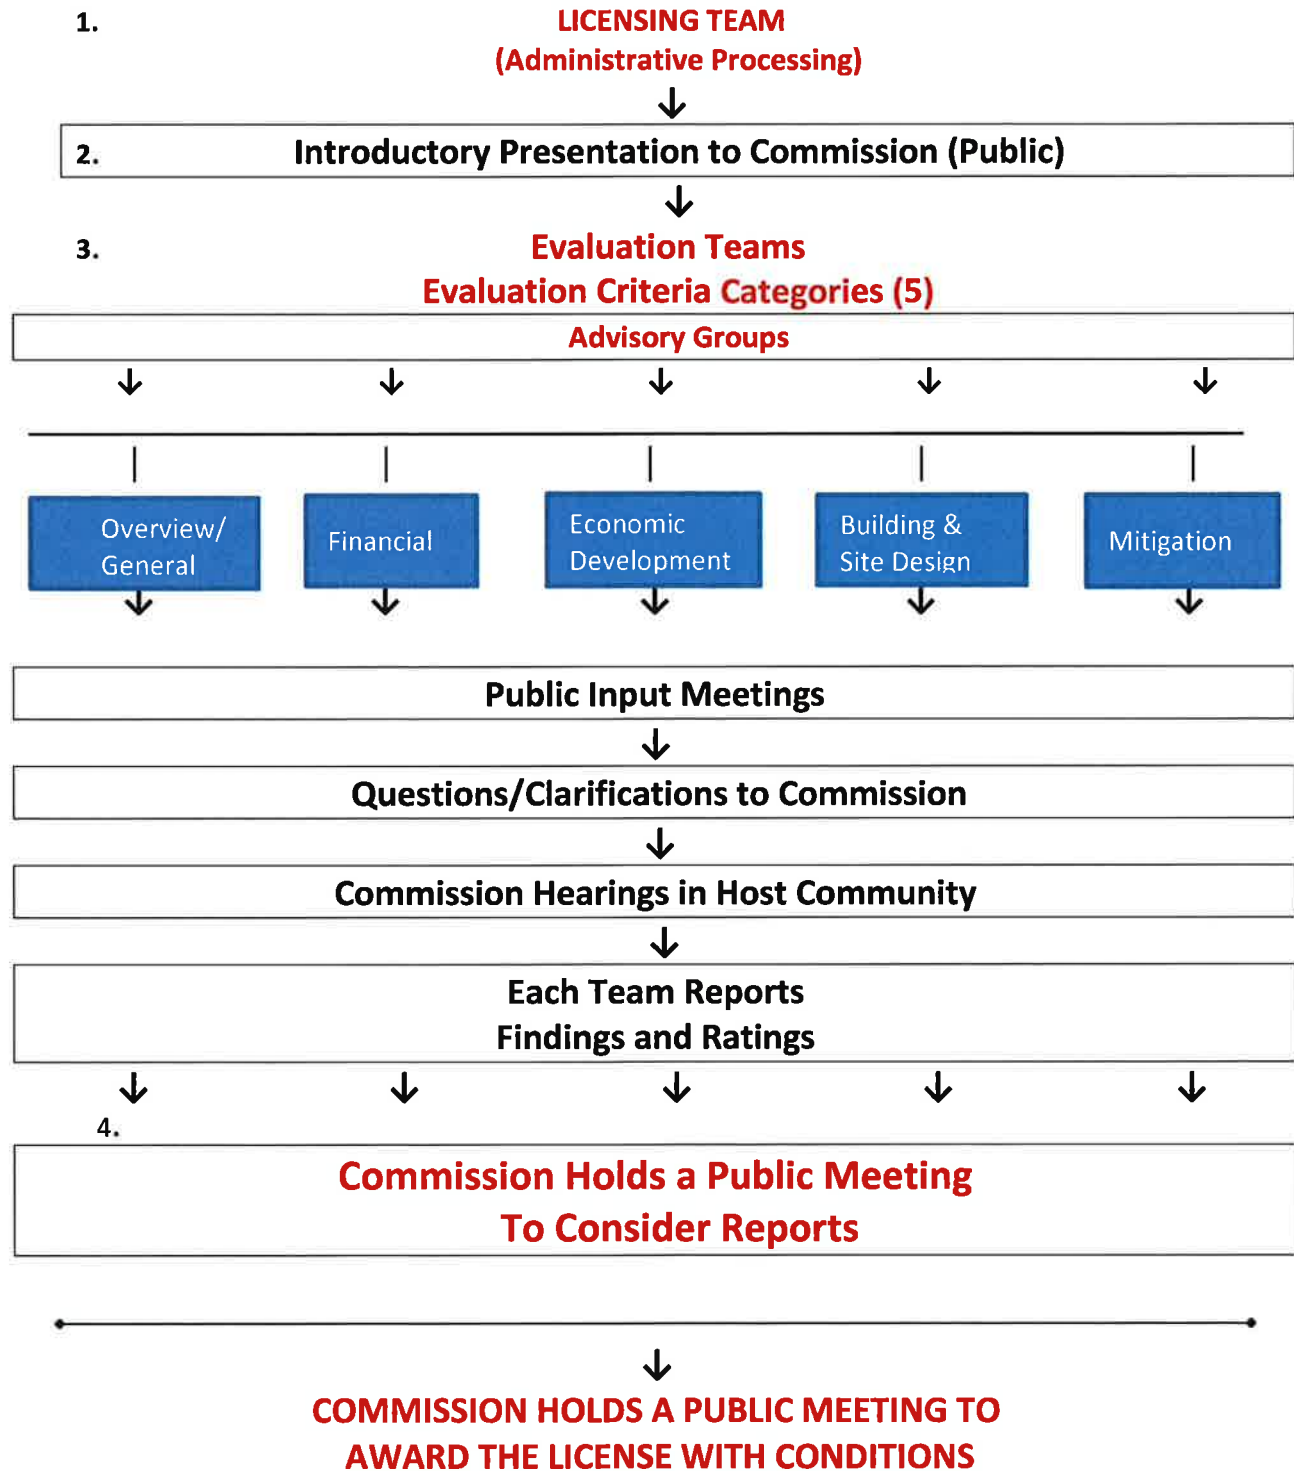 1. LICENSING TEAM
(Administrative Processing)
2. Introductory Presentation to Commission (Public)
3. Evaluation Teams
Evaluation Criteria Categories (5)
Advisory Groups
Overview/
General
Financial
Economic
Development
Building &
Site Design
Mitigation
Public Input Meetings
Questions/Clarifications to Commission
Commission Hearings in Host Community
Each Team Reports
Findings and Ratings
4.
Commission Holds a Public Meeting
To Consider Reports
COMMISSION HOLDS A PUBLIC MEETING TO
AWARD THE LICENSE WITH CONDITIONS